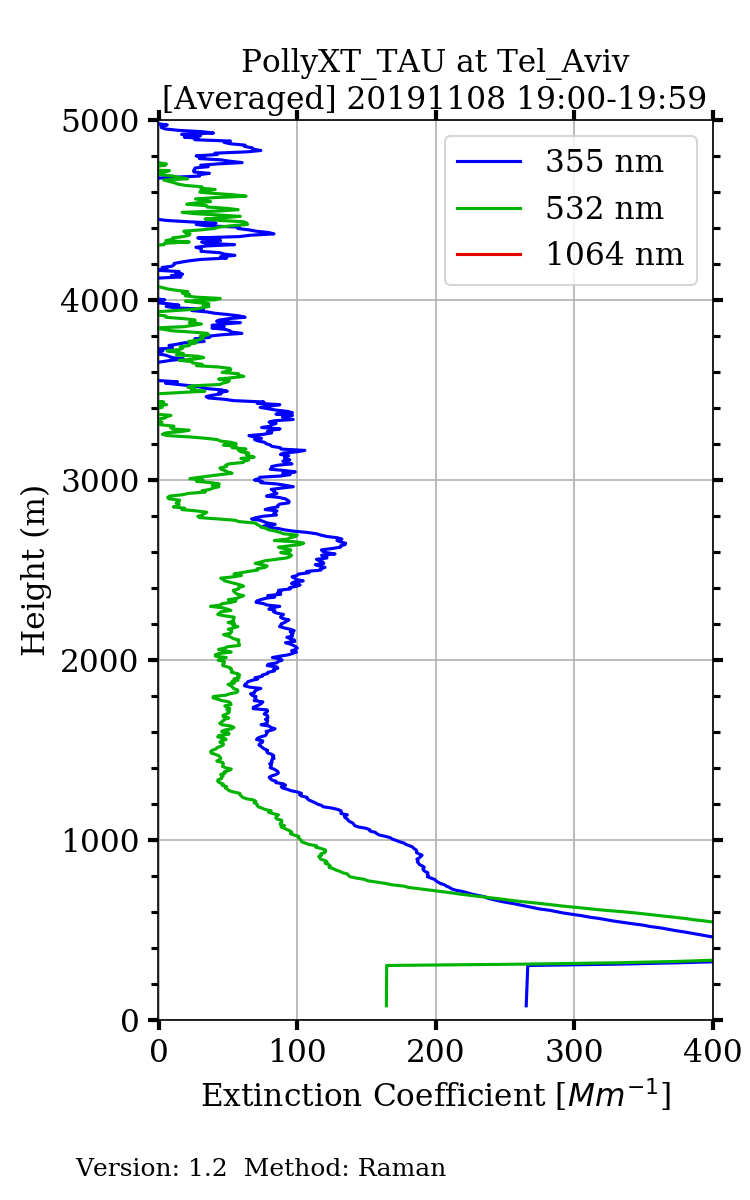 PollyXT_TAU at Tel_Aviv
[Averaged] 20191108 19:00-19:59
5000
355 nm
532 nm
1064 nm
4000
3000
Height (m)
2000
1000
0
0 100 200 300 400
Extinction Coefficient [Mm⁻¹]
Version: 1.2 Method: Raman